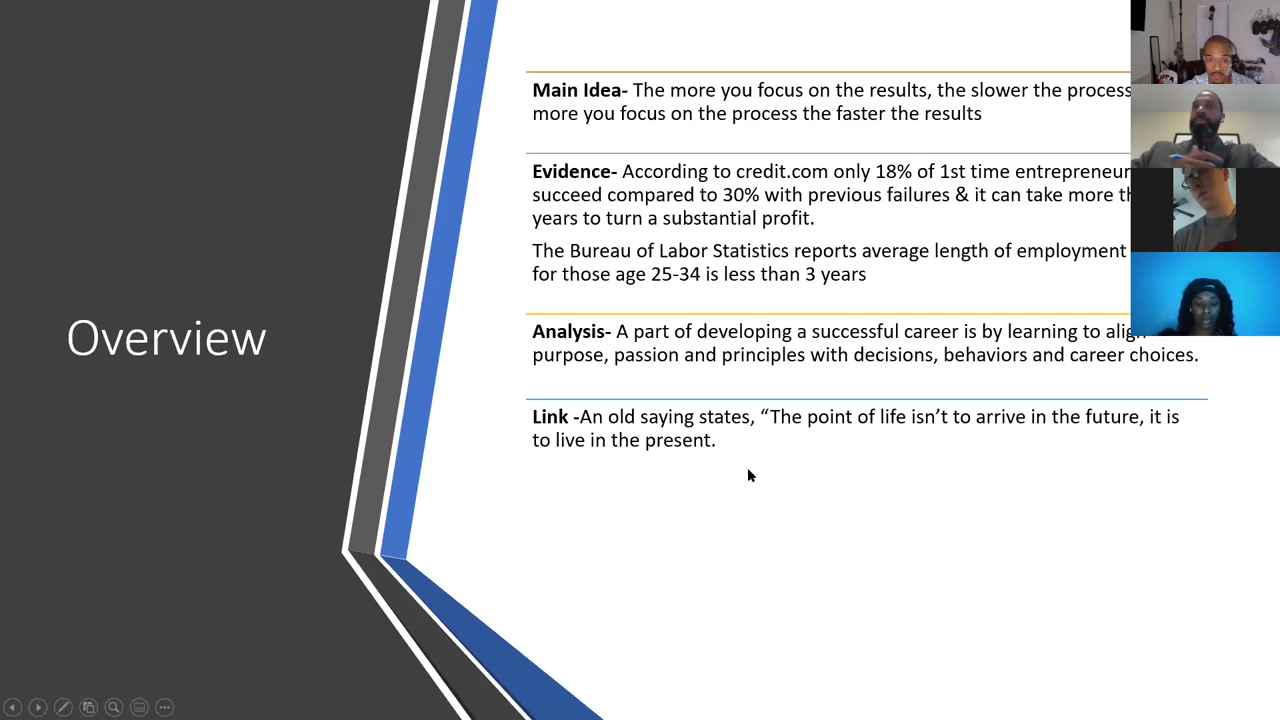 Overview
Main Idea- The more you focus on the results, the slower the process
more you focus on the process the faster the results
Evidence- According to credit.com only 18% of 1st time entrepreneur
succeed compared to 30% with previous failures & it can take more th
years to turn a substantial profit.
The Bureau of Labor Statistics reports average length of employment
for those age 25-34 is less than 3 years
Analysis- A part of developing a successful career is by learning to align
purpose, passion and principles with decisions, behaviors and career choices.
Link -An old saying states, “The point of life isn’t to arrive in the future, it is
to live in the present.